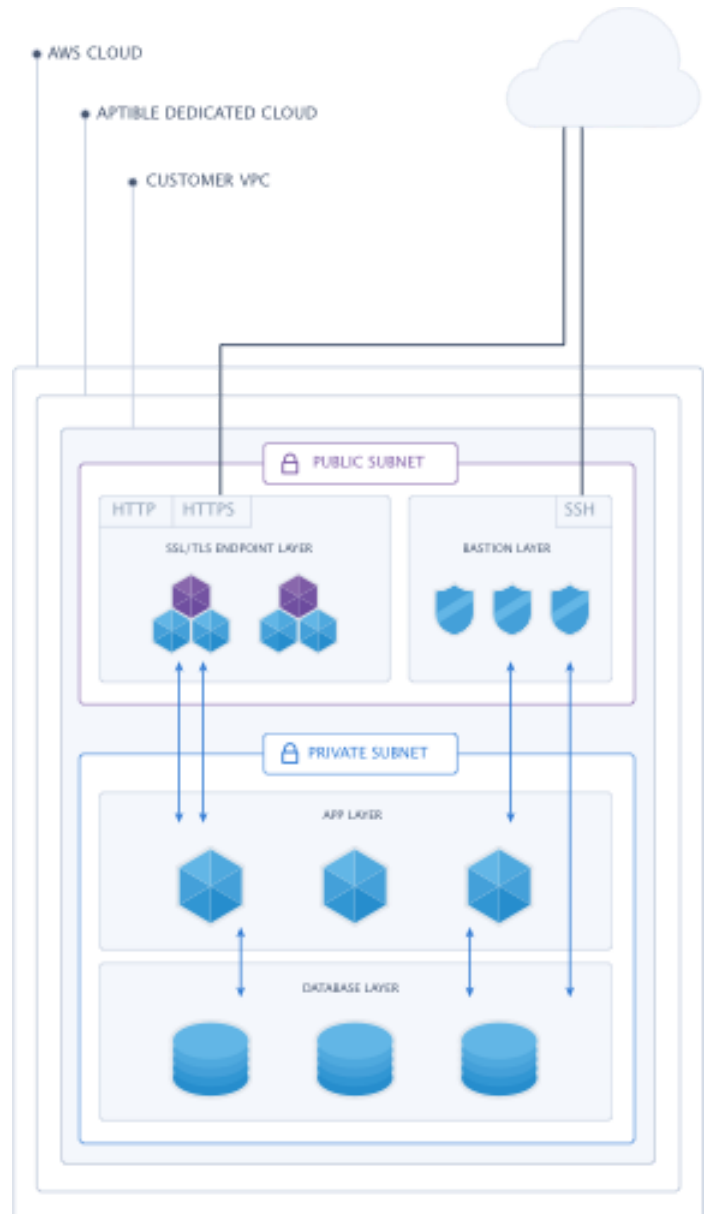 AWS CLOUD
APTIBLE DEDICATED CLOUD
CUSTOMER VPC
PUBLIC SUBNET
HTTP HTTPS
SSH
SSL/TLS ENDPOINT LAYER
BASTION LAYER
PRIVATE SUBNET
APP LAYER
DATABASE LAYER